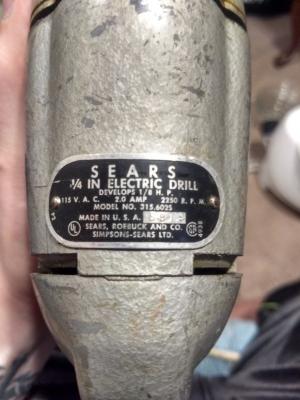 SEARS
1/4 IN ELECTRIC DRILL
DEVELOPS 1/8 H. P.
115 V. A. C. 2.0 AMP 2250 R. P. M.
MODEL NO. 315.6025
MADE IN U. S. A.
UL SEARS, ROEBUCK AND CO.
SIMPSONS-SEARS LTD.